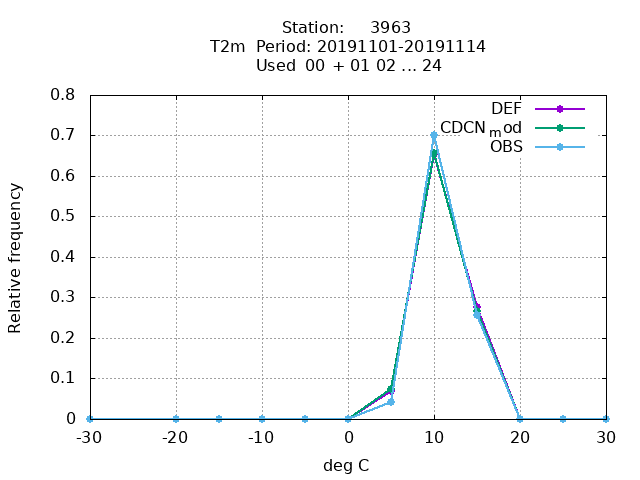 Station: 3963
T2m Period: 20191101-20191114
Used 00 + 01 02 ... 24
0.8
0.7
0.6
0.5
0.4
0.3
0.2
0.1
0
-30
-20
-10
0
10
20
30
Relative frequency
deg C
DEF
CDCN_mod
OBS